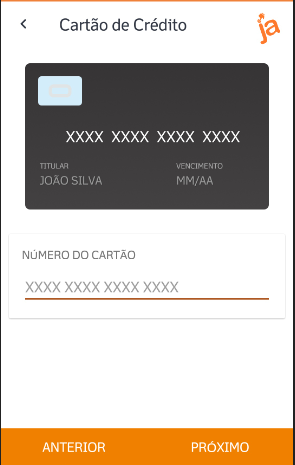 Cartão de Crédito
ja
XXXX XXXX XXXX XXXX
TITULAR
VENCIMENTO
JOÃO SILVA
MM/AA
NÚMERO DO CARTÃO
XXXX XXXX XXXX XXXX
ANTERIOR
PRÓXIMO